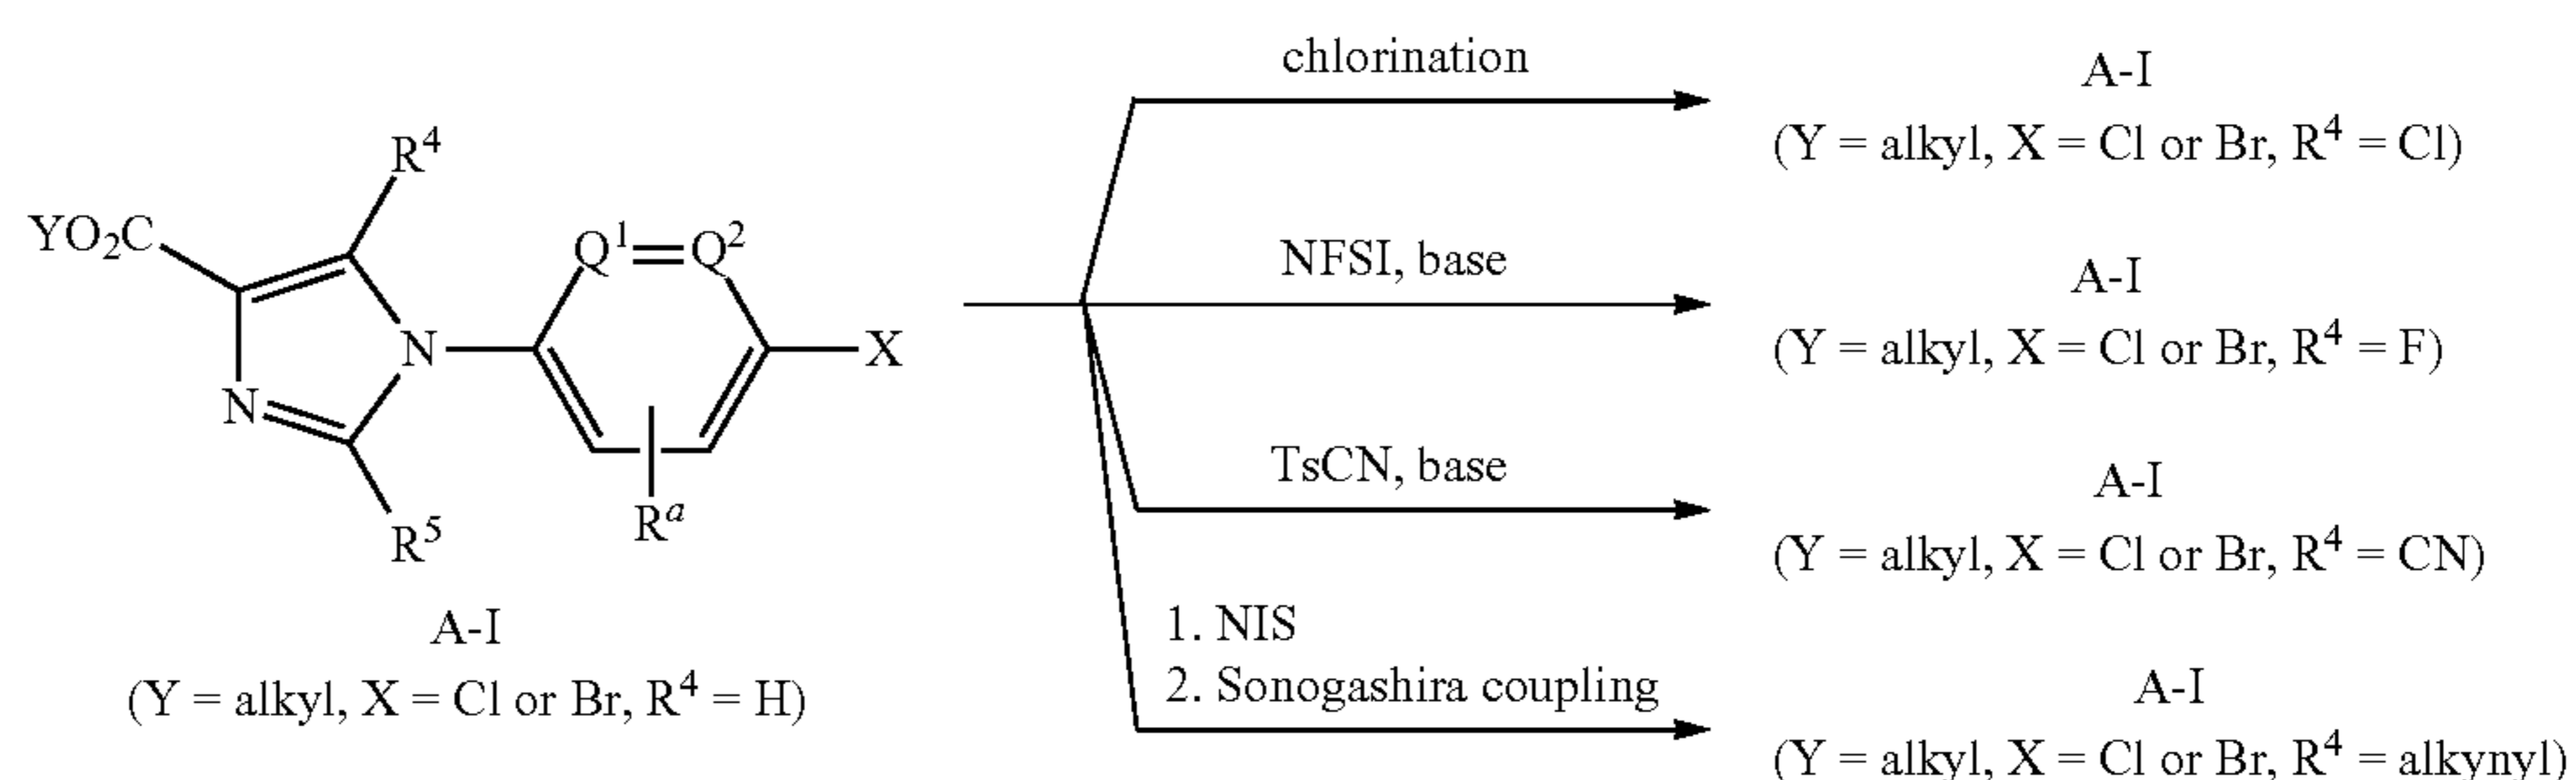 R⁴
YO₂C
Q¹=Q²
N
X
N
Rᵃ
R⁵
A-I
(Y = alkyl, X = Cl or Br, R⁴ = H)
chlorination
A-I
(Y = alkyl, X = Cl or Br, R⁴ = Cl)
NFSI, base
A-I
(Y = alkyl, X = Cl or Br, R⁴ = F)
TsCN, base
A-I
(Y = alkyl, X = Cl or Br, R⁴ = CN)
1. NIS
2. Sonogashira coupling
A-I
(Y = alkyl, X = Cl or Br, R⁴ = alkynyl)